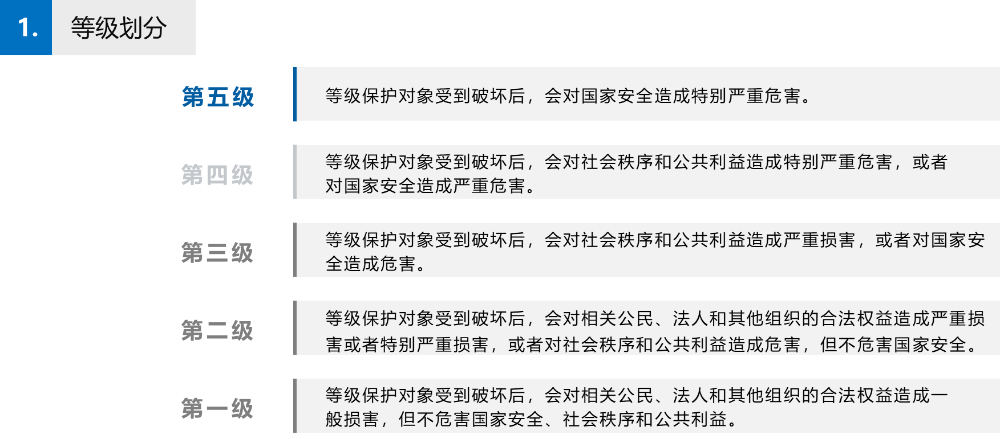 1. 等级划分
第五级
等级保护对象受到破坏后，会对国家安全造成特别严重危害。
第四级
等级保护对象受到破坏后，会对社会秩序和公共利益造成特别严重危害，或者
对国家安全造成严重危害。
第三级
等级保护对象受到破坏后，会对社会秩序和公共利益造成严重损害，或者对国家安
全造成危害。
第二级
等级保护对象受到破坏后，会对相关公民、法人和其他组织的合法权益造成严重损
害或者特别严重损害，或者对社会秩序和公共利益造成危害，但不危害国家安全。
第一级
等级保护对象受到破坏后，会对相关公民、法人和其他组织的合法权益造成一
般损害，但不危害国家安全、社会秩序和公共利益。